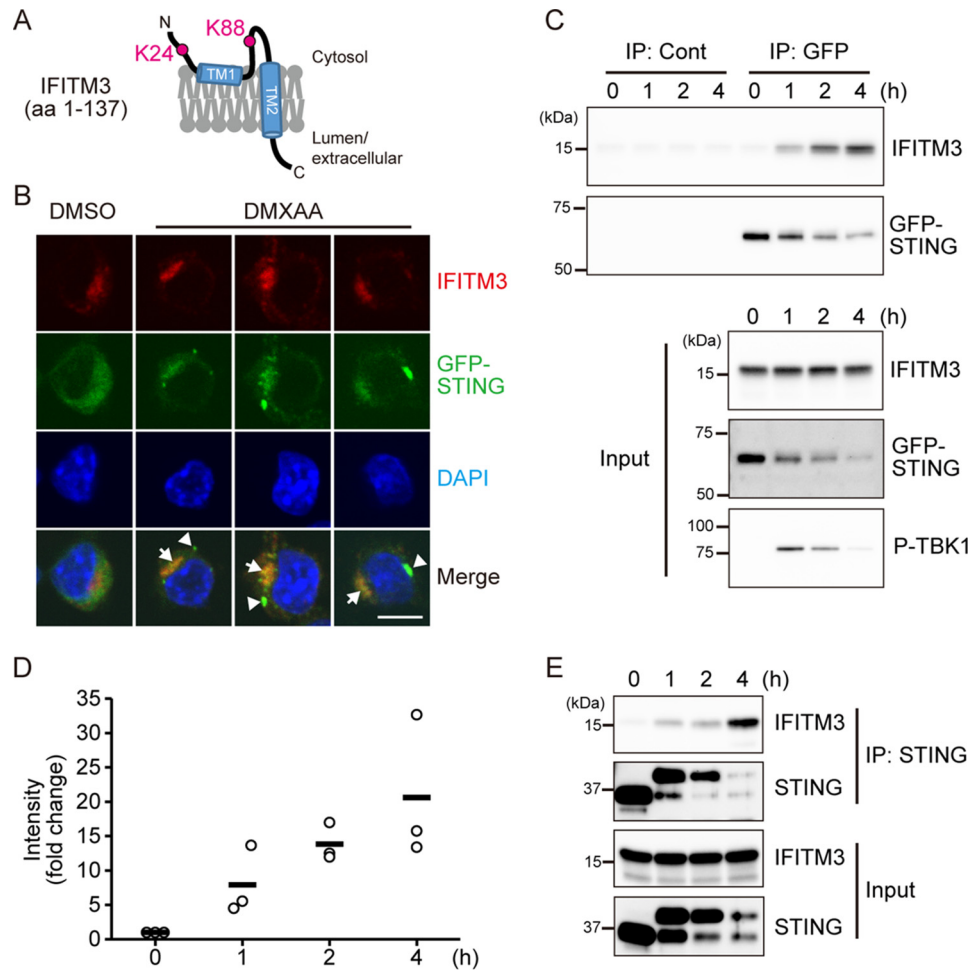 A
N
K24
K88
TM1
TM2
Cytosol
IFITM3
(aa 1-137)
Lumen/
extracellular
C
B
DMSO
DMXAA
IFITM3
GFP-
STING
DAPI
Merge
C
IP: Cont
IP: GFP
0 1 2 4 0 1 2 4 (h)
(kDa)
15
IFITM3
75
50
GFP-
STING
0 1 2 4 (h)
(kDa)
15
IFITM3
75
50
GFP-
STING
100
75
P-TBK1
Input
D
Intensity
(fold change)
35
30
25
20
15
10
5
0
0 1 2 4 (h)
E
0 1 2 4 (h)
(kDa)
15
IFITM3
37
STING
IP: STING
15
IFITM3
37
STING
Input